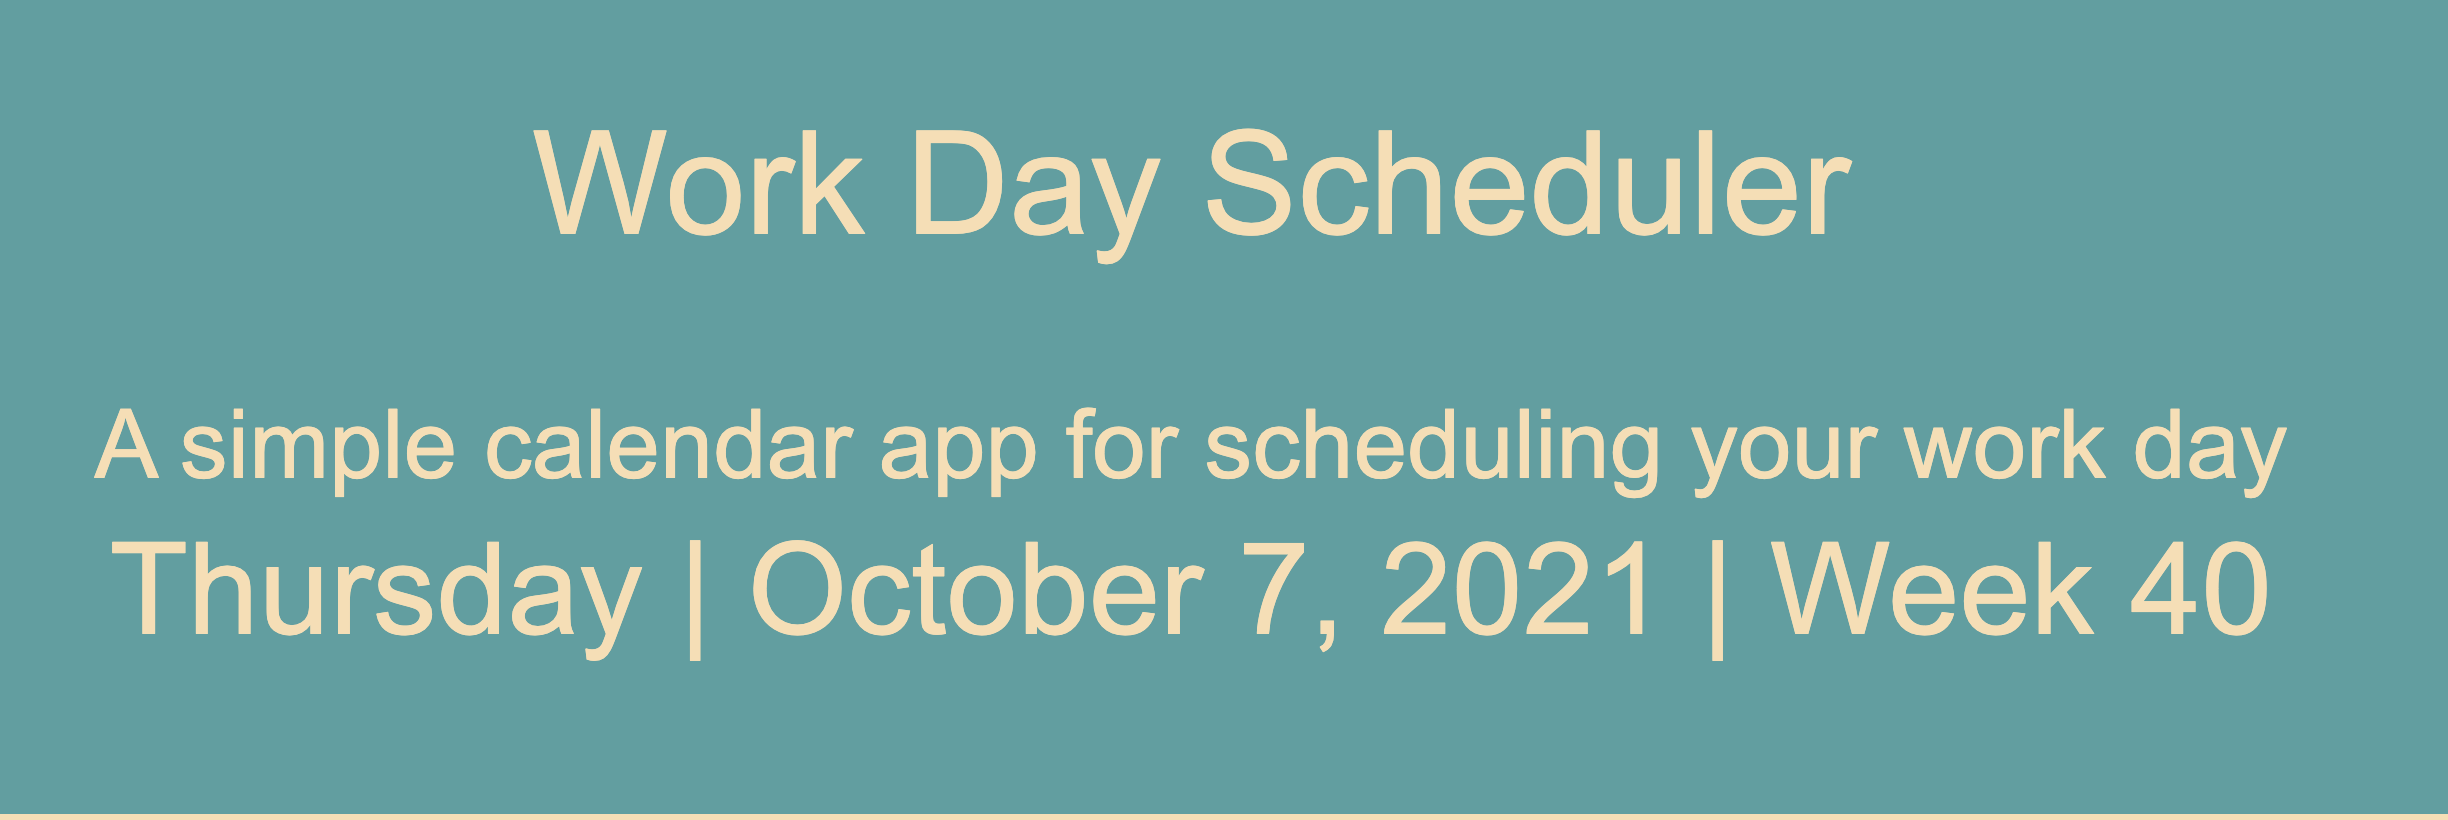 Work Day Scheduler
A simple calendar app for scheduling your work day
Thursday | October 7, 2021 | Week 40